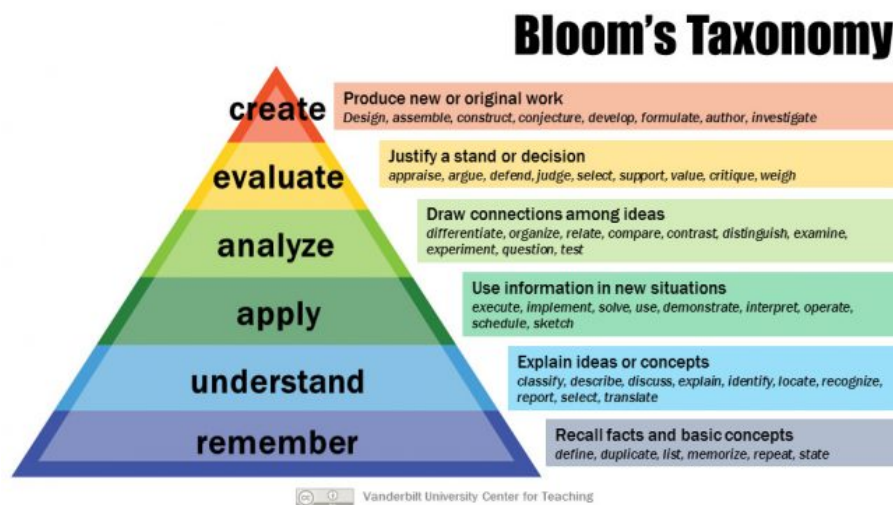 Bloom's Taxonomy
create
Produce new or original work
Design, assemble, construct, conjecture, develop, formulate, author, investigate
evaluate
Justify a stand or decision
appraise, argue, defend, judge, select, support, value, critique, weigh
analyze
Draw connections among ideas
differentiate, organize, relate, compare, contrast, distinguish, examine,
experiment, question, test
apply
Use information in new situations
execute, implement, solve, use, demonstrate, interpret, operate,
schedule, sketch
understand
Explain ideas or concepts
classify, describe, discuss, explain, identify, locate, recognize,
report, select, translate
remember
Recall facts and basic concepts
define, duplicate, list, memorize, repeat, state
cc
Vanderbilt University Center for Teaching